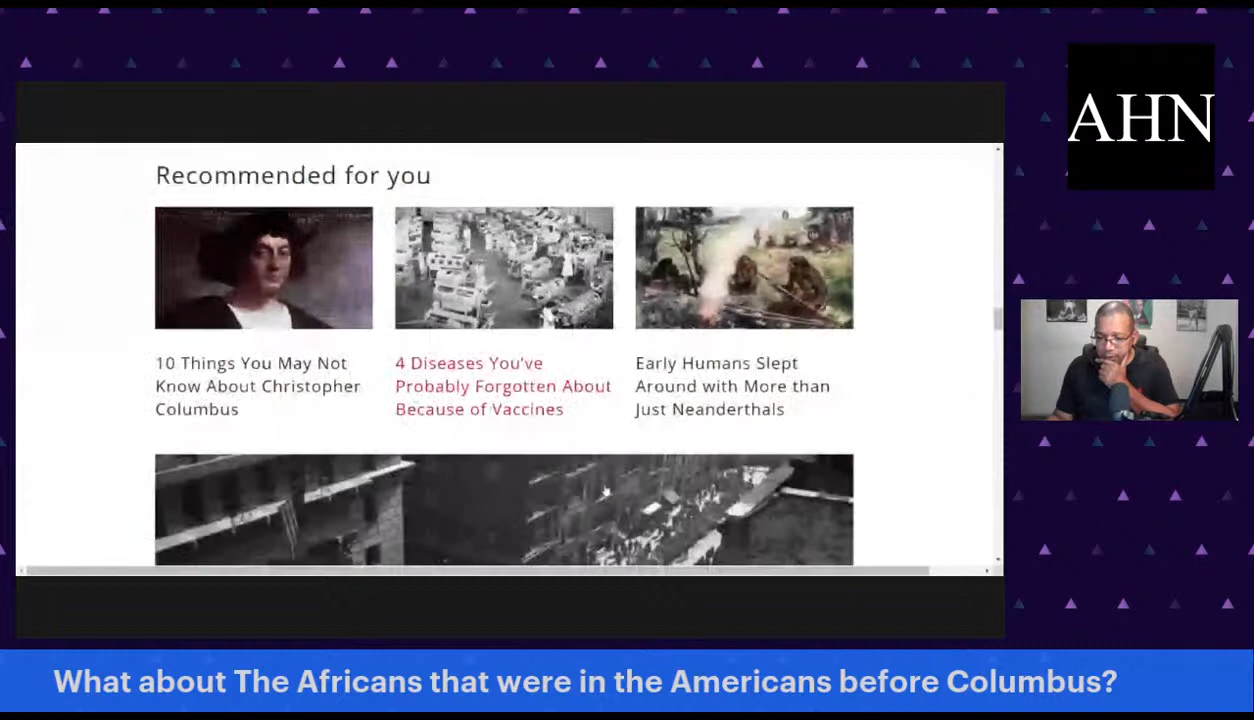 AHN
Recommended for you
10 Things You May Not
Know About Christopher
Columbus
4 Diseases You've
Probably Forgotten About
Because of Vaccines
Early Humans Slept
Around with More than
Just Neanderthals
What about The Africans that were in the Americans before Columbus?